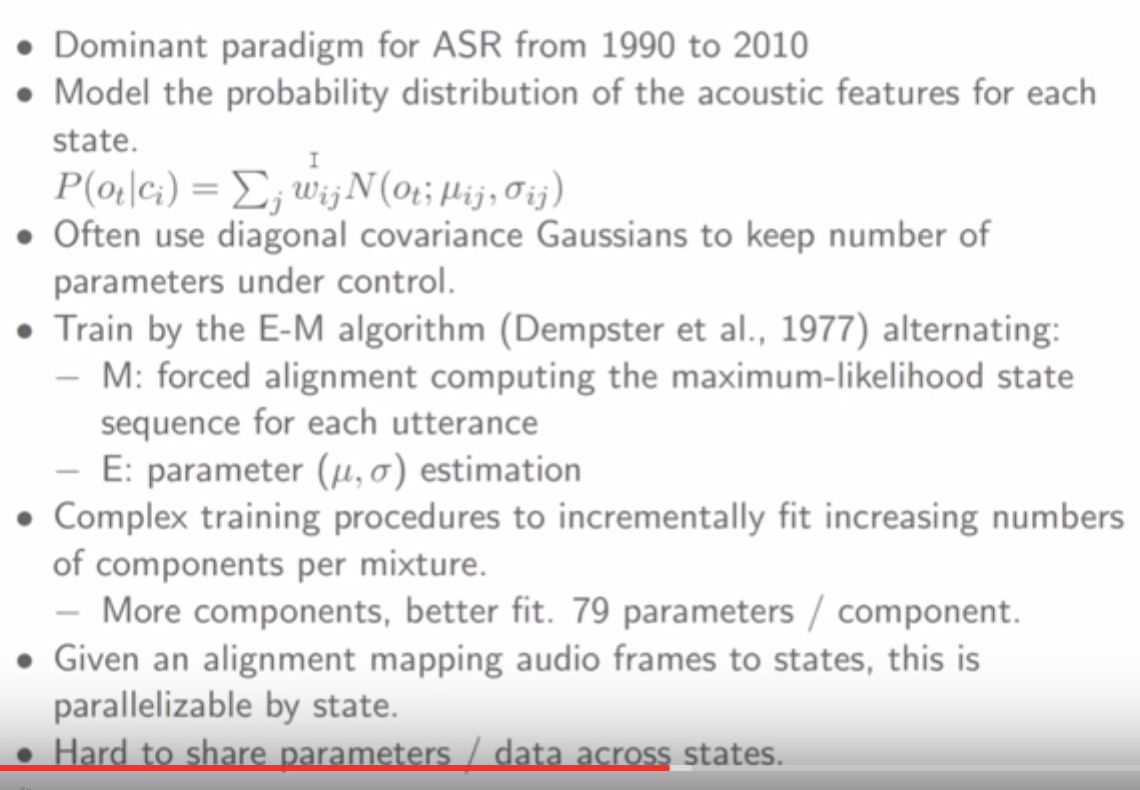 • Dominant paradigm for ASR from 1990 to 2010
• Model the probability distribution of the acoustic features for each
state.
P(o_t|c_i) = ∑_j w_{ij}N(o_t; μ_{ij}, σ_{ij})
• Often use diagonal covariance Gaussians to keep number of
parameters under control.
• Train by the E-M algorithm (Dempster et al., 1977) alternating:
– M: forced alignment computing the maximum-likelihood state
sequence for each utterance
– E: parameter (μ, σ) estimation
• Complex training procedures to incrementally fit increasing numbers
of components per mixture.
– More components, better fit. 79 parameters / component.
• Given an alignment mapping audio frames to states, this is
parallelizable by state.
• Hard to share parameters / data across states.